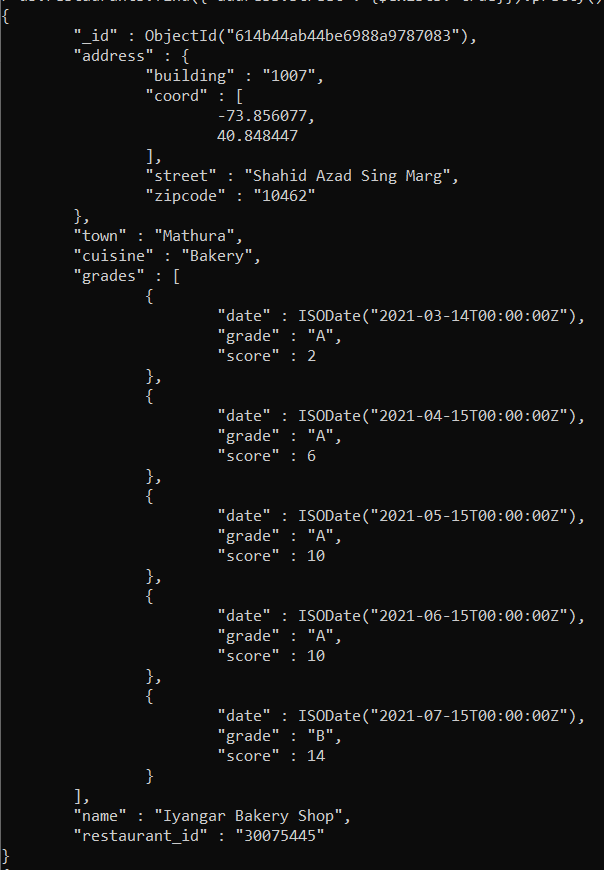 {
"_id" : ObjectId("614b44ab44be6988a9787083"),
"address" : {
"building" : "1007",
"coord" : [
-73.856077,
40.848447
],
"street" : "Shahid Azad Sing Marg",
"zipcode" : "10462"
},
"town" : "Mathura",
"cuisine" : "Bakery",
"grades" : [
{
"date" : ISODate("2021-03-14T00:00:00Z"),
"grade" : "A",
"score" : 2
},
{
"date" : ISODate("2021-04-15T00:00:00Z"),
"grade" : "A",
"score" : 6
},
{
"date" : ISODate("2021-05-15T00:00:00Z"),
"grade" : "A",
"score" : 10
},
{
"date" : ISODate("2021-06-15T00:00:00Z"),
"grade" : "A",
"score" : 10
},
{
"date" : ISODate("2021-07-15T00:00:00Z"),
"grade" : "B",
"score" : 14
}
],
"name" : "Iyangar Bakery Shop",
"restaurant_id" : "30075445"
}